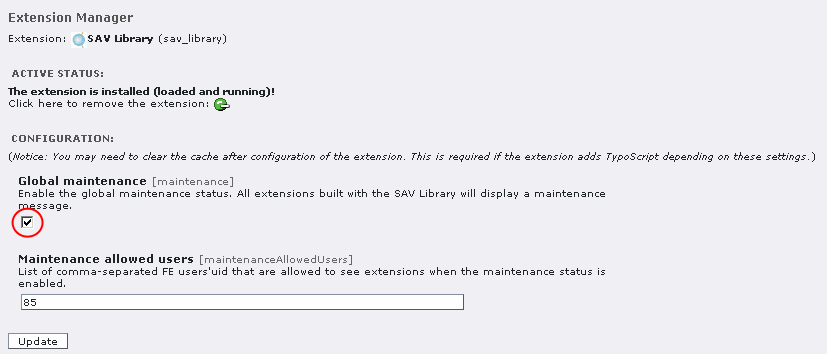 Extension Manager
Extension: SAV Library (sav_library)
ACTIVE STATUS:
The extension is installed (loaded and running)!
Click here to remove the extension:
CONFIGURATION:
(Notice: You may need to clear the cache after configuration of the extension. This is required if the extension adds TypoScript depending on these settings.)
Global maintenance [maintenance]
Enable the global maintenance status. All extensions built with the SAV Library will display a maintenance
message.
Maintenance allowed users [maintenanceAllowedUsers]
List of comma-separated FE users'uid that are allowed to see extensions when the maintenance status is
enabled.
85
Update